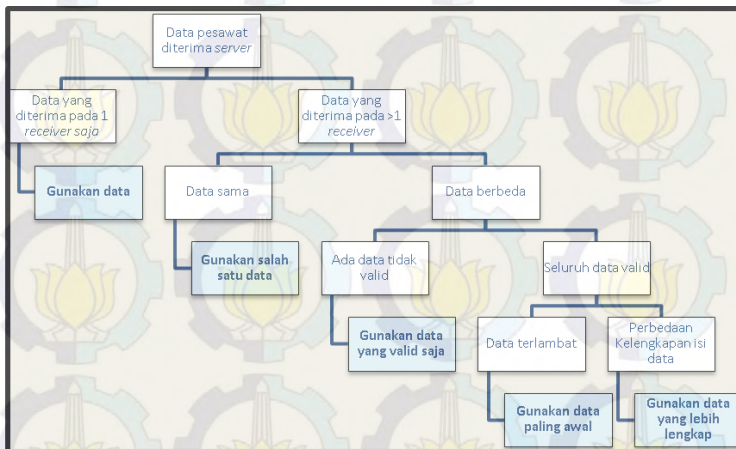 Data pesawat
diterima server
Data yang
diterima pada 1
receiver saja
Data yang
diterima pada >1
receiver
Gunakan data
Data sama
Data berbeda
Gunakan salah
satu data
Ada data tidak
valid
Seluruh data valid
Gunakan data
yang valid saja
Data terlambat
Perbedaan
Kelengkapan isi
data
Gunakan data
paling awal
Gunakan data
yang lebih
lengkap